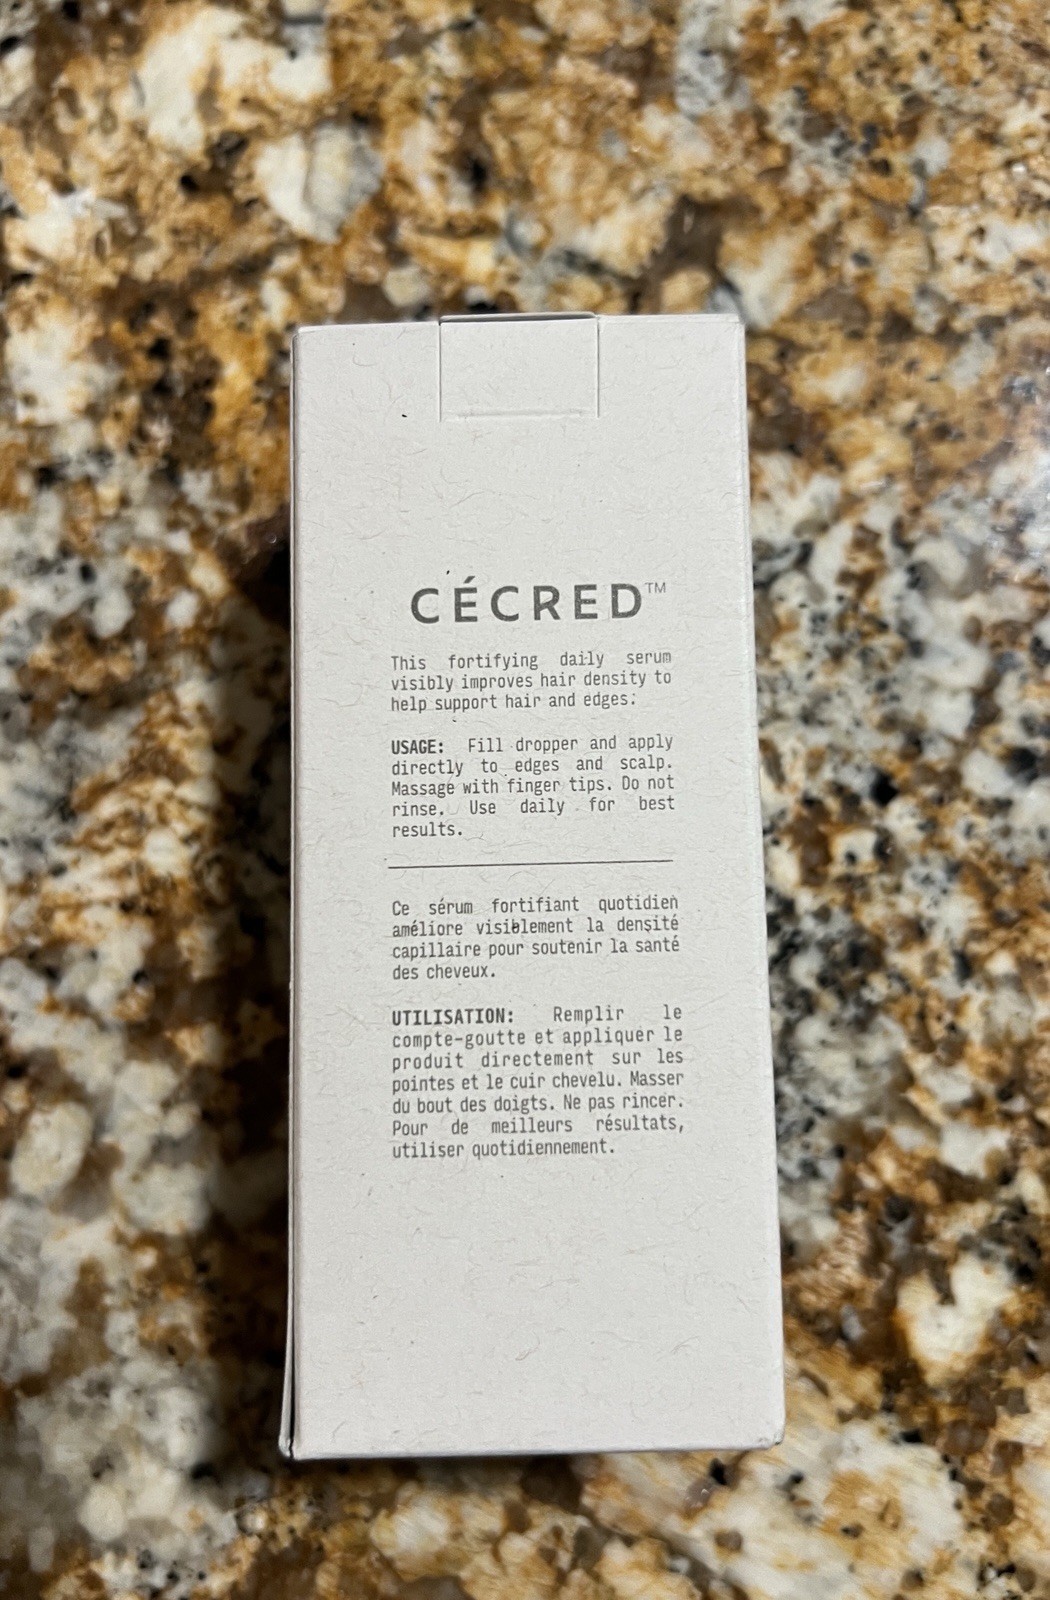 CÉCRED™
This fortifying daily serum
visibly improves hair density to
help support hair and edges.
USAGE: Fill dropper and apply
directly to edges and scalp.
Massage with finger tips. Do not
rinse. Use daily for best
results.
Ce sérum fortifiant quotidien
améliore visiblement la densité
capillaire pour soutenir la santé
des cheveux.
UTILISATION: Remplir le
compte-goutte et appliquer le
produit directement sur les
pointes et le cuir chevelu. Masser
du bout des doigts. Ne pas rincer.
Pour de meilleurs résultats,
utiliser quotidiennement.